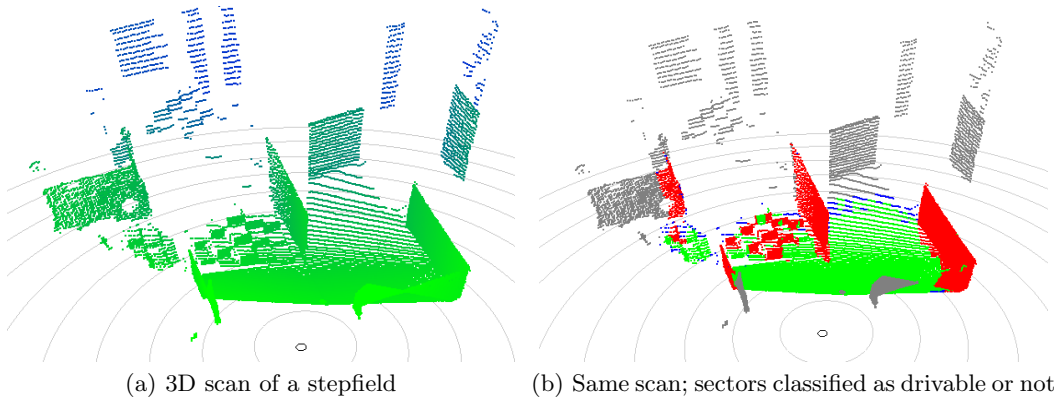 (a) 3D scan of a stepfield
(b) Same scan; sectors classified as drivable or not